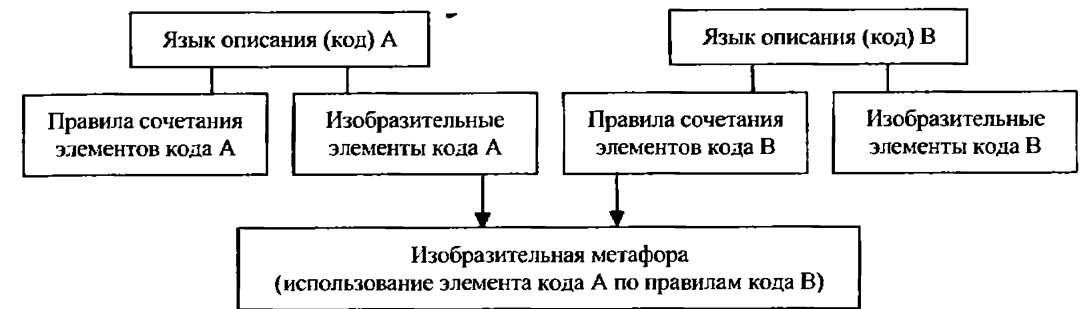 Язык описания (код) А
Язык описания (код) В
Правила сочетания
элементов кода А
Изобразительные
элементы кода А
Правила сочетания
элементов кода В
Изобразительные
элементы кода В
Изобразительная метафора
(использование элемента кода А по правилам кода В)